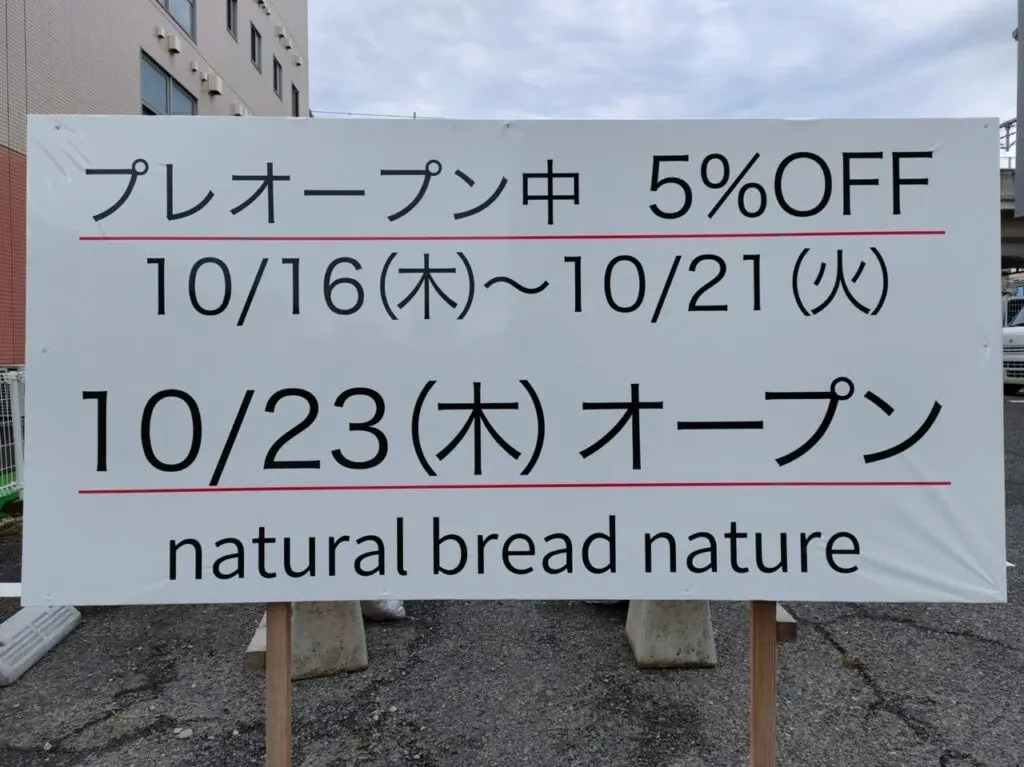 プレオープン中 5%OFF
10/16(木)～10/21(火)
10/23(木)オープン
natural bread nature